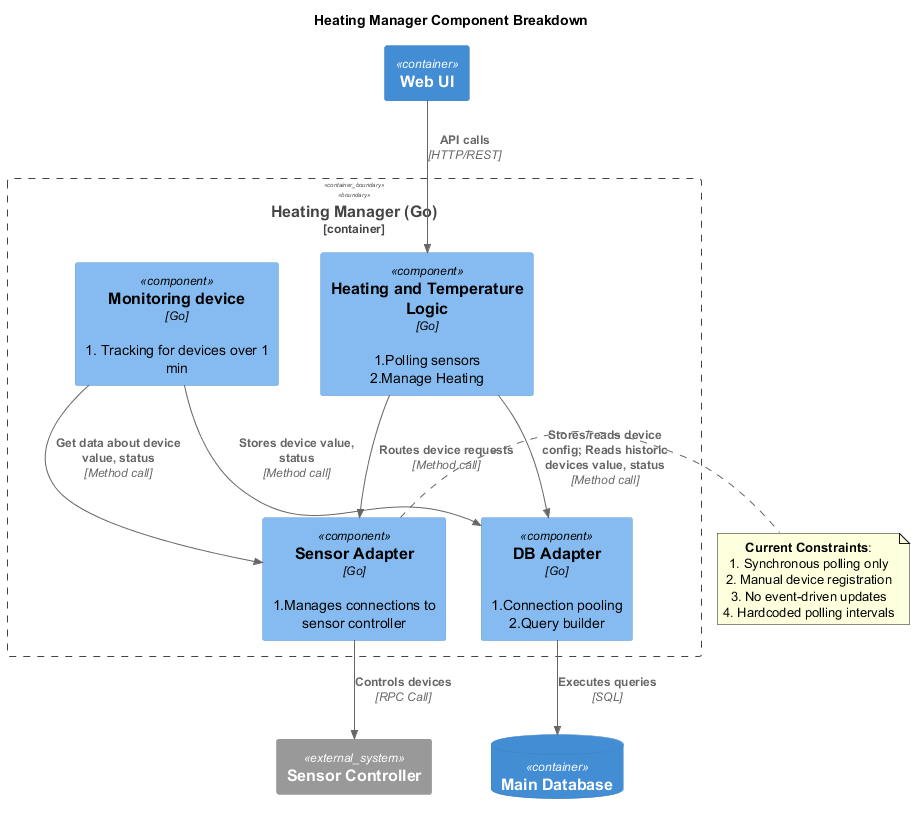 Heating Manager Component Breakdown
«container»
Web UI
API calls
[HTTP/REST]
«container_boundary»
«boundary»
Heating Manager (Go)
[container]
«component»
Monitoring device
[Go]
1. Tracking for devices over 1
min
«component»
Heating and Temperature
Logic
[Go]
1.Polling sensors
2.Manage Heating
Get data about device
value, status
[Method call]
Stores device value,
status
[Method call]
Routes device requests
[Method call]
Stores/reads device
config; Reads historic
devices value, status
[Method call]
«component»
Sensor Adapter
[Go]
1.Manages connections to
sensor controller
«component»
DB Adapter
[Go]
1.Connection pooling
2.Query builder
Current Constraints:
1. Synchronous polling only
2. Manual device registration
3. No event-driven updates
4. Hardcoded polling intervals
Controls devices
[RPC Call]
Executes queries
[SQL]
«external_system»
Sensor Controller
«container»
Main Database